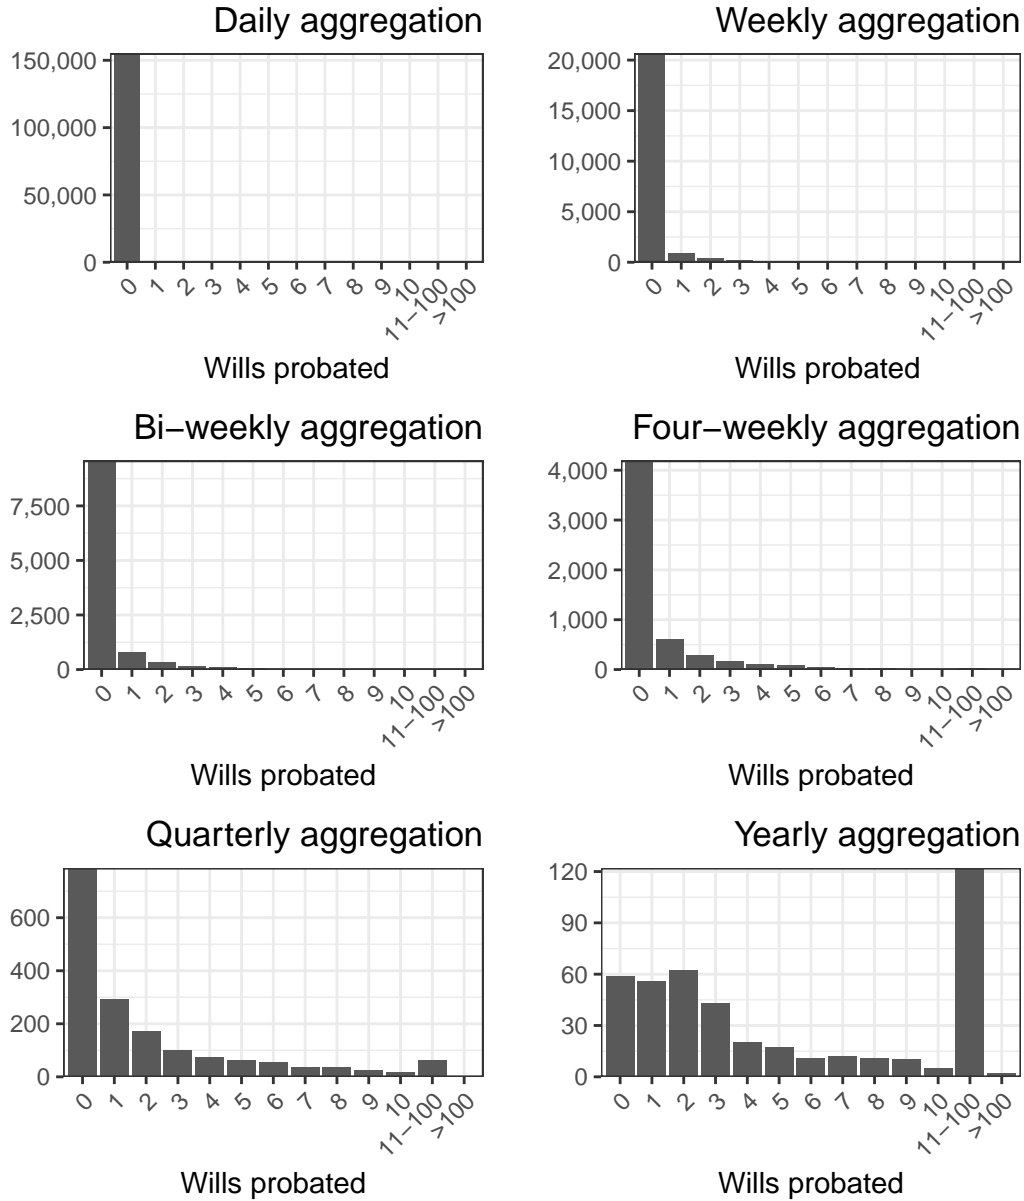 Daily aggregation
150,000
100,000
50,000
0
0 1 2 3 4 5 6 7 8 9 10 11−100 >100
Wills probated
Weekly aggregation
20,000
15,000
10,000
5,000
0
0 1 2 3 4 5 6 7 8 9 10 11−100 >100
Wills probated
Bi−weekly aggregation
7,500
5,000
2,500
0
0 1 2 3 4 5 6 7 8 9 10 11−100 >100
Wills probated
Four−weekly aggregation
4,000
3,000
2,000
1,000
0
0 1 2 3 4 5 6 7 8 9 10 11−100 >100
Wills probated
Quarterly aggregation
600
400
200
0
0 1 2 3 4 5 6 7 8 9 10 11−100 >100
Wills probated
Yearly aggregation
120
90
60
30
0
0 1 2 3 4 5 6 7 8 9 10 11−100 >100
Wills probated